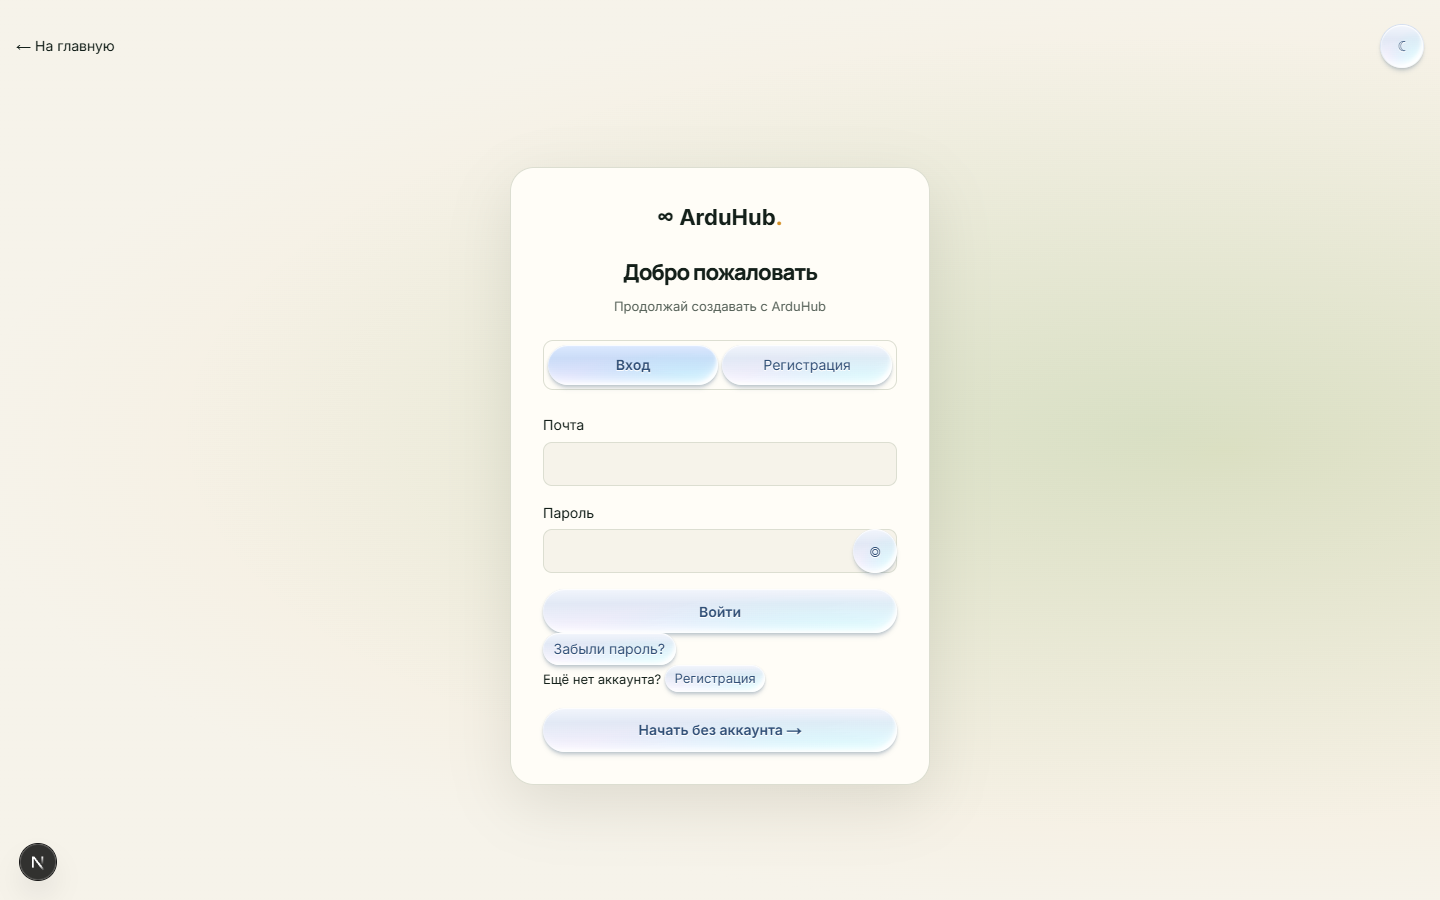 ← На главную
☾
∞ ArduHub.
Добро пожаловать
Продолжай создавать с ArduHub
Вход
Регистрация
Почта
Пароль
◎
Войти
Забыли пароль?
Ещё нет аккаунта? Регистрация
Начать без аккаунта →
N